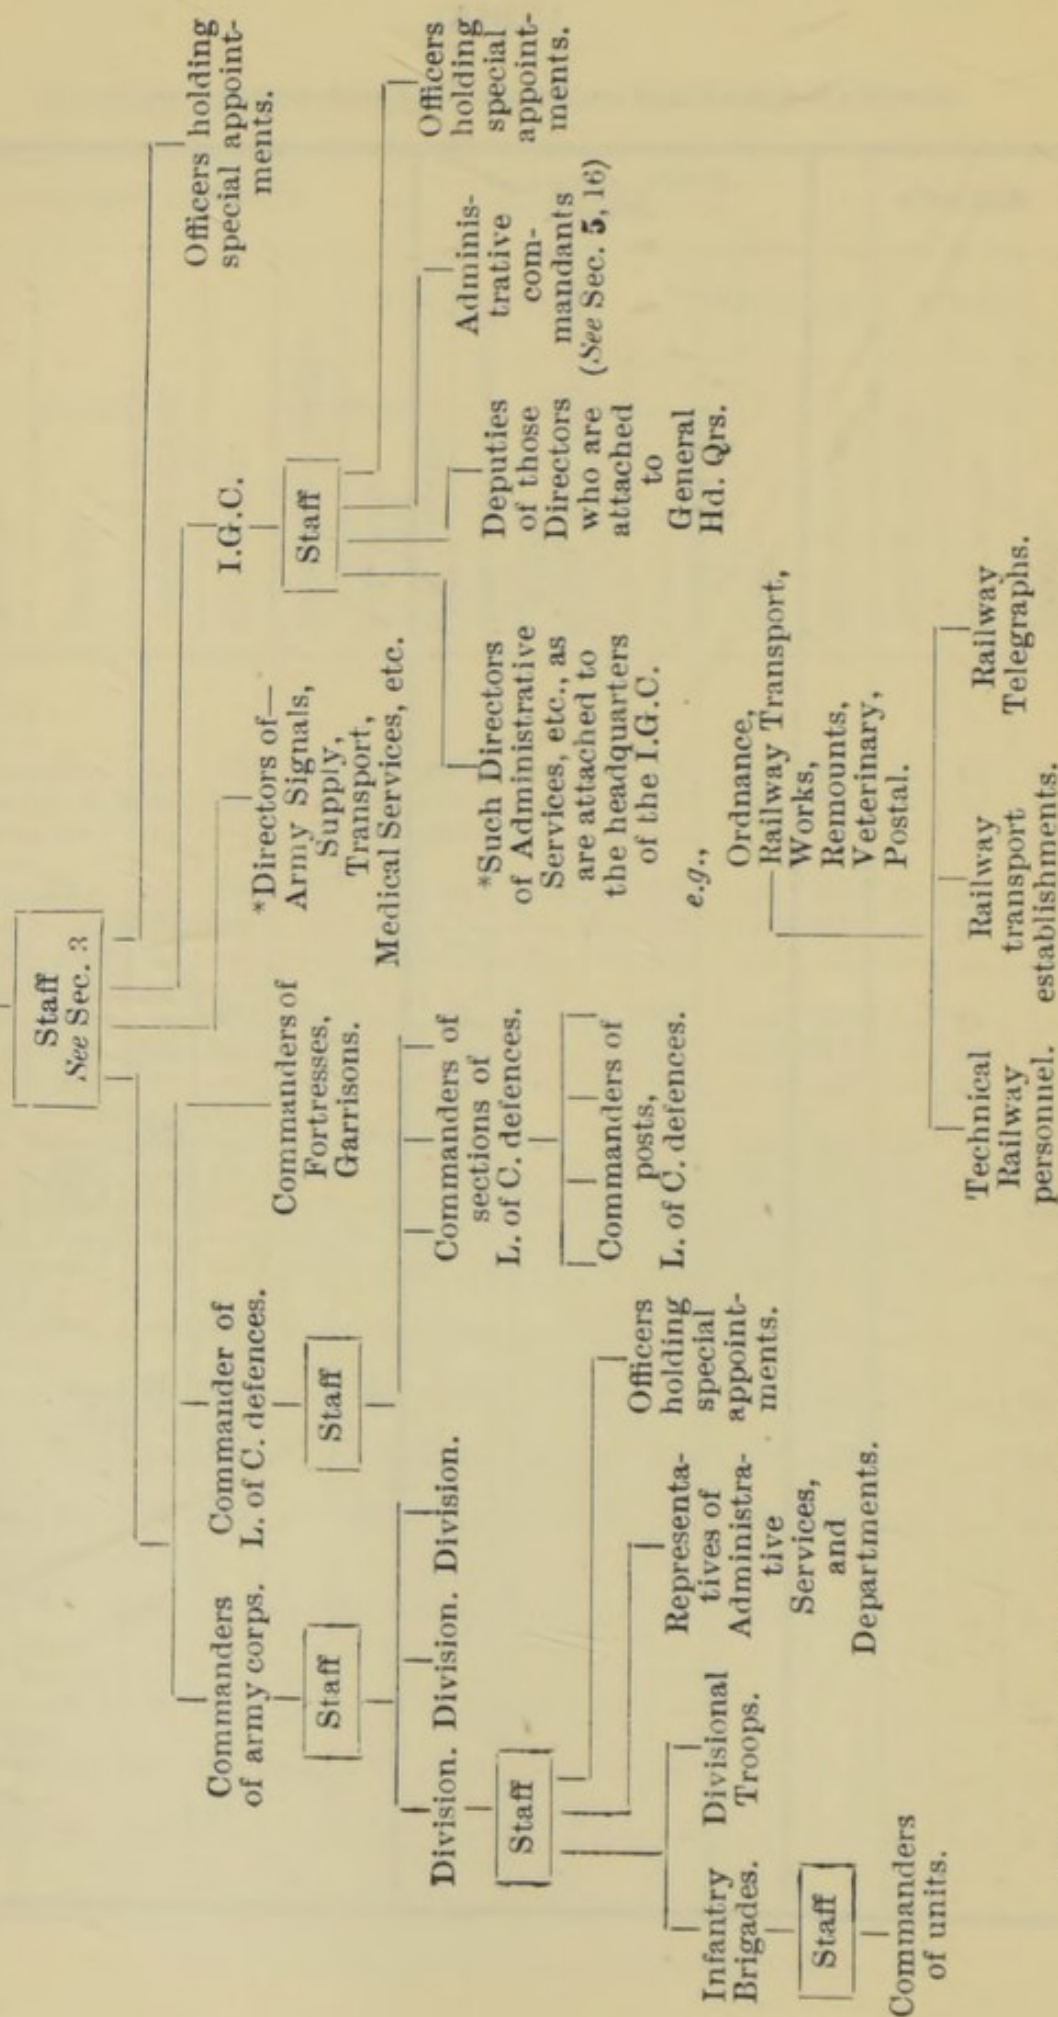 Staff
See Sec. 3
Commanders
of army corps.
Staff
Division. Division. Division. Division.
Staff
Infantry
Brigades.
Staff
Commanders
of units.
Divisional
Troops.
Representa-
tives of
Administra-
tive
Services,
and
Departments.
Officers
holding
special
appoint-
ments.
Commander of
L. of C. defences.
Staff
Commanders of
sections of
L. of C. defences.
Commanders of
posts,
L. of C. defences.
Commanders of
Fortresses,
Garrisons.
*Directors of—
Army Signals,
Supply,
Transport,
Medical Services, etc.
I.G.C.
Staff
*Such Directors
of Administrative
Services, etc., as
are attached to
the headquarters
of the I.G.C.
e.g.,
Ordnance,
Railway Transport,
Works,
Remounts,
Veterinary,
Postal.
Technical
Railway
personnel.
Railway
transport
establishments.
Railway
Telegraphs.
Deputies
of those
Directors
who are
attached
to
General
Hd. Qrs.
Adminis-
trative
com-
mandants
(See Sec. 5, 16)
Officers
holding
special
appoint-
ments.
Officers holding
special appoint-
ments.